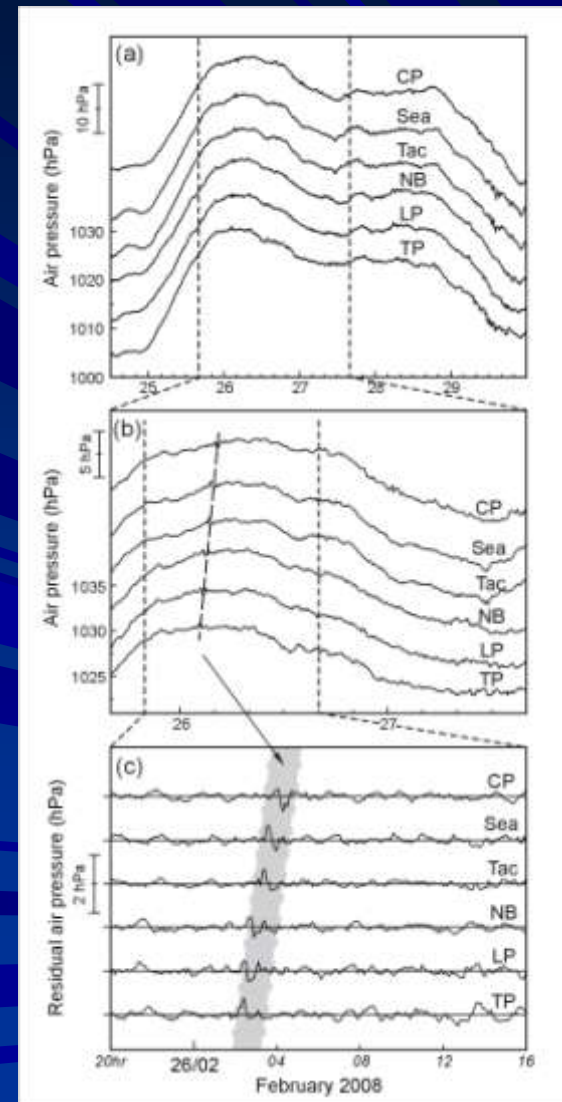 (a)
10 hPa
CP
Sea
Tac
NB
LP
TP
Air pressure (hPa)
1030
1020
1010
1000
25
26
27
28
29
(b)
5 hPa
CP
Sea
Tac
NB
LP
TP
Air pressure (hPa)
1035
1030
1025
26
27
(c)
CP
Sea
Tac
NB
LP
TP
Residual air pressure (hPa)
2 hPa
20hr
26/02
04
08
12
16
February 2008